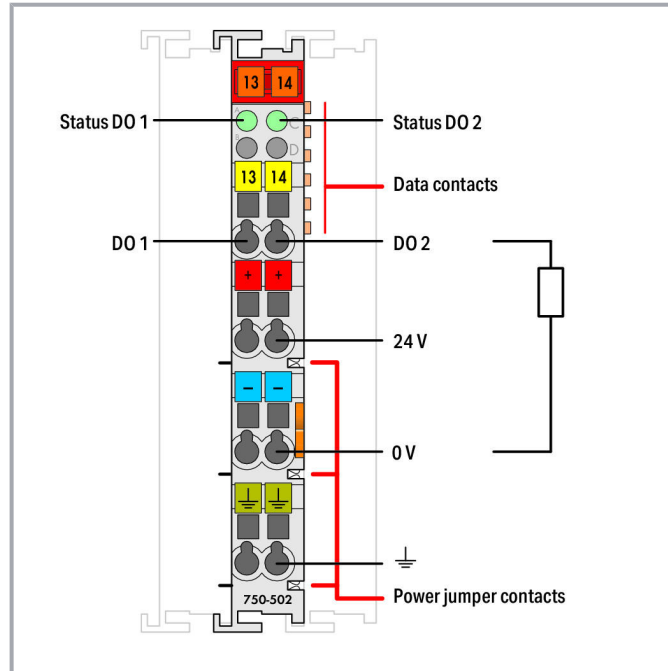 13 14
A C
Status DO 1
Status DO 2
B D
13 14
Data contacts
DO 1
DO 2
+ +
24 V
– –
0 V
750-502
Power jumper contacts